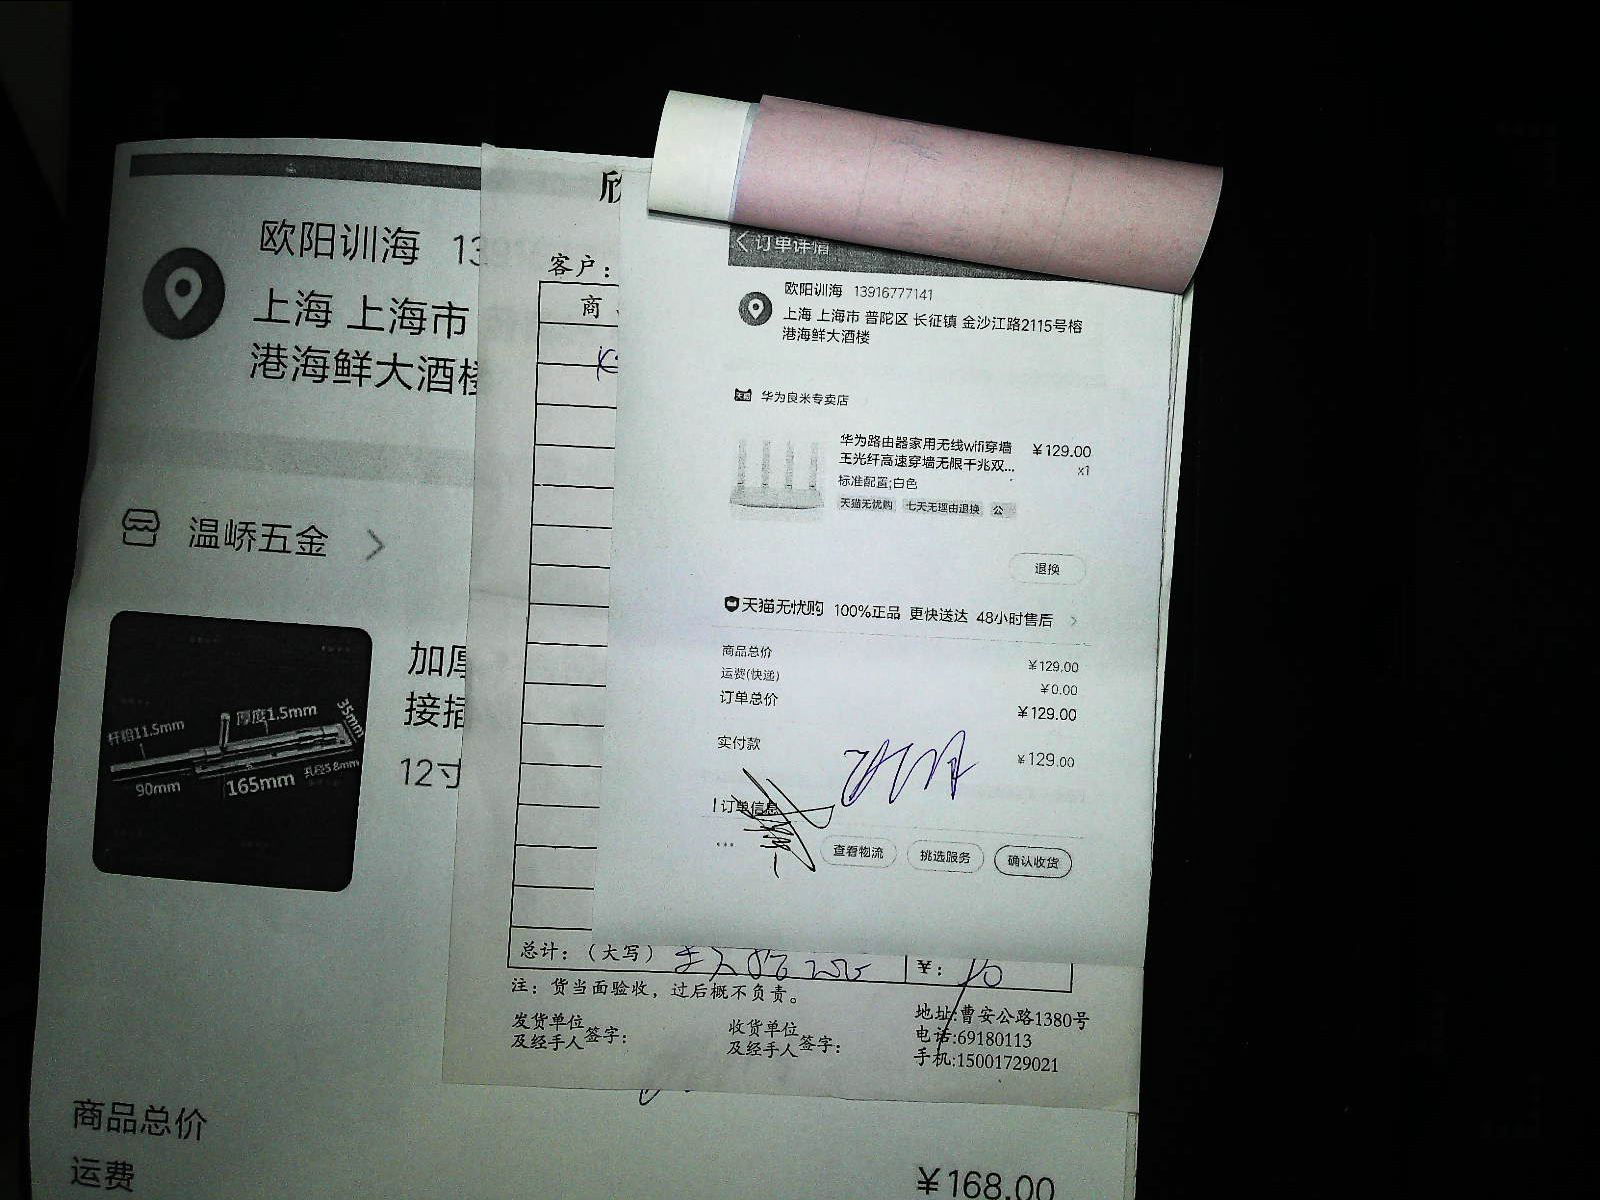 欧阳训海 13916
上海 上海市
港海鲜大酒楼
温峤五金
杆粗11.5mm
厚度1.5mm
35mm
90mm
165mm
孔径5.8mm
加厚
接插
12寸
商品总价
运费
¥168.00
欣
客户：
商
总计：（大写）
¥：
注：货当面验收，过后概不负责。
发货单位
及经手人 签字：
收货单位
及经手人 签字：
地址:曹安公路1380号
电话:69180113
手机:15001729021
订单详情
欧阳训海 13916777141
上海 上海市 普陀区 长征镇 金沙江路2115号榕
港海鲜大酒楼
天猫 华为良米专卖店
华为路由器家用无线wifi穿墙 ¥129.00
王光纤高速穿墙无限千兆双... x1
标准配置;白色
天猫无忧购 七天无理由退换 公
退换
天猫无忧购 100%正品 更快送达 48小时售后
商品总价 ¥129.00
运费(快递) ¥0.00
订单总价 ¥129.00
实付款 ¥129.00
订单信息
查看物流 挑选服务 确认收货